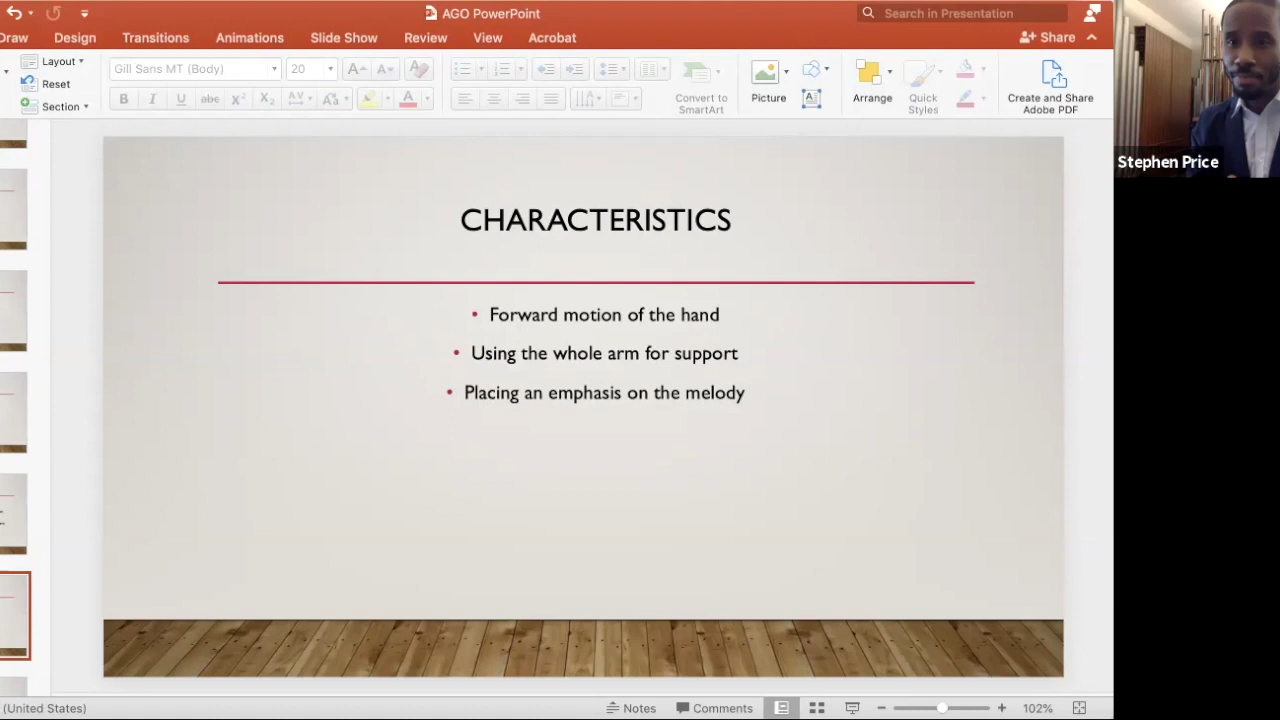 AGO PowerPoint
Search in Presentation
Draw Design Transitions Animations Slide Show Review View Acrobat
Share
Layout
Reset
Section
Gill Sans MT (Body) 20
Convert to
SmartArt
Picture
Arrange
Quick
Styles
Create and Share
Adobe PDF
Stephen Price
CHARACTERISTICS
• Forward motion of the hand
• Using the whole arm for support
• Placing an emphasis on the melody
(United States)
Notes
Comments
102%